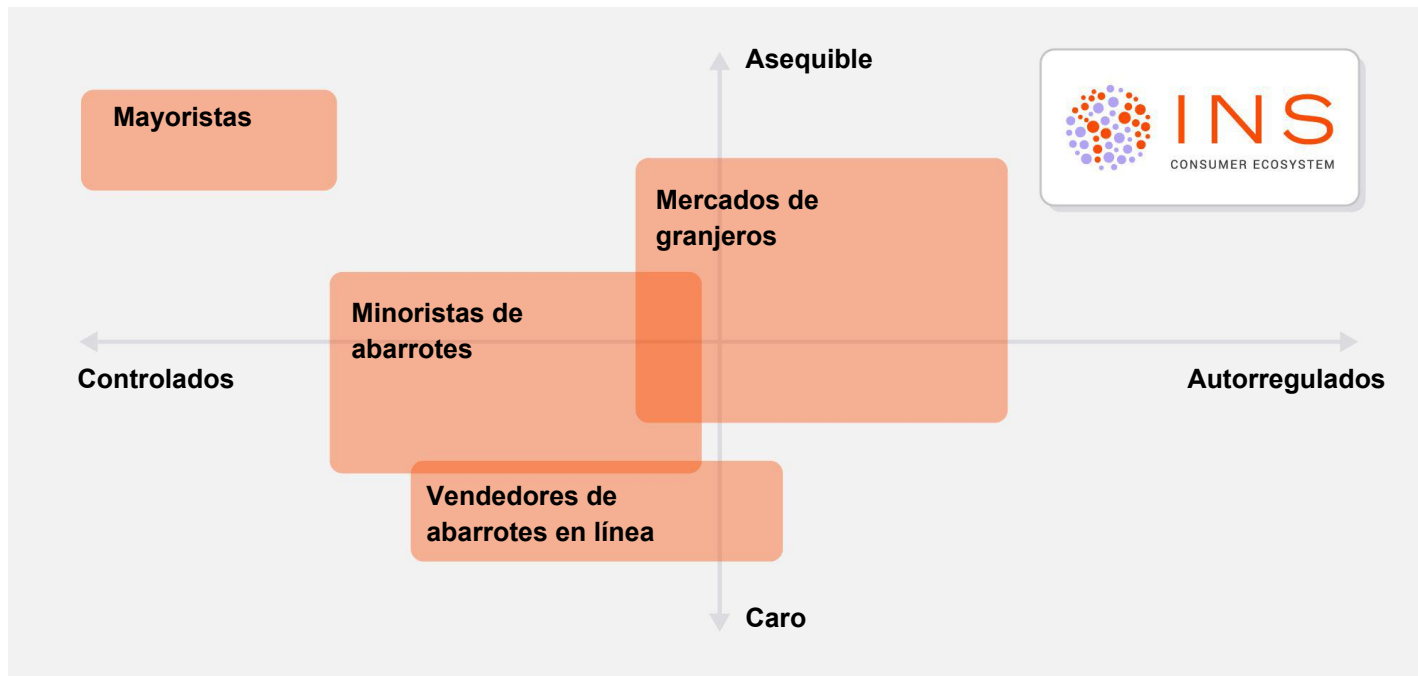 Asequible
Mayoristas
INS
CONSUMER ECOSYSTEM
Mercados de
granjeros
Minoristas de
abarrotes
Controlados
Autorregulados
Vendedores de
abarrotes en línea
Caro